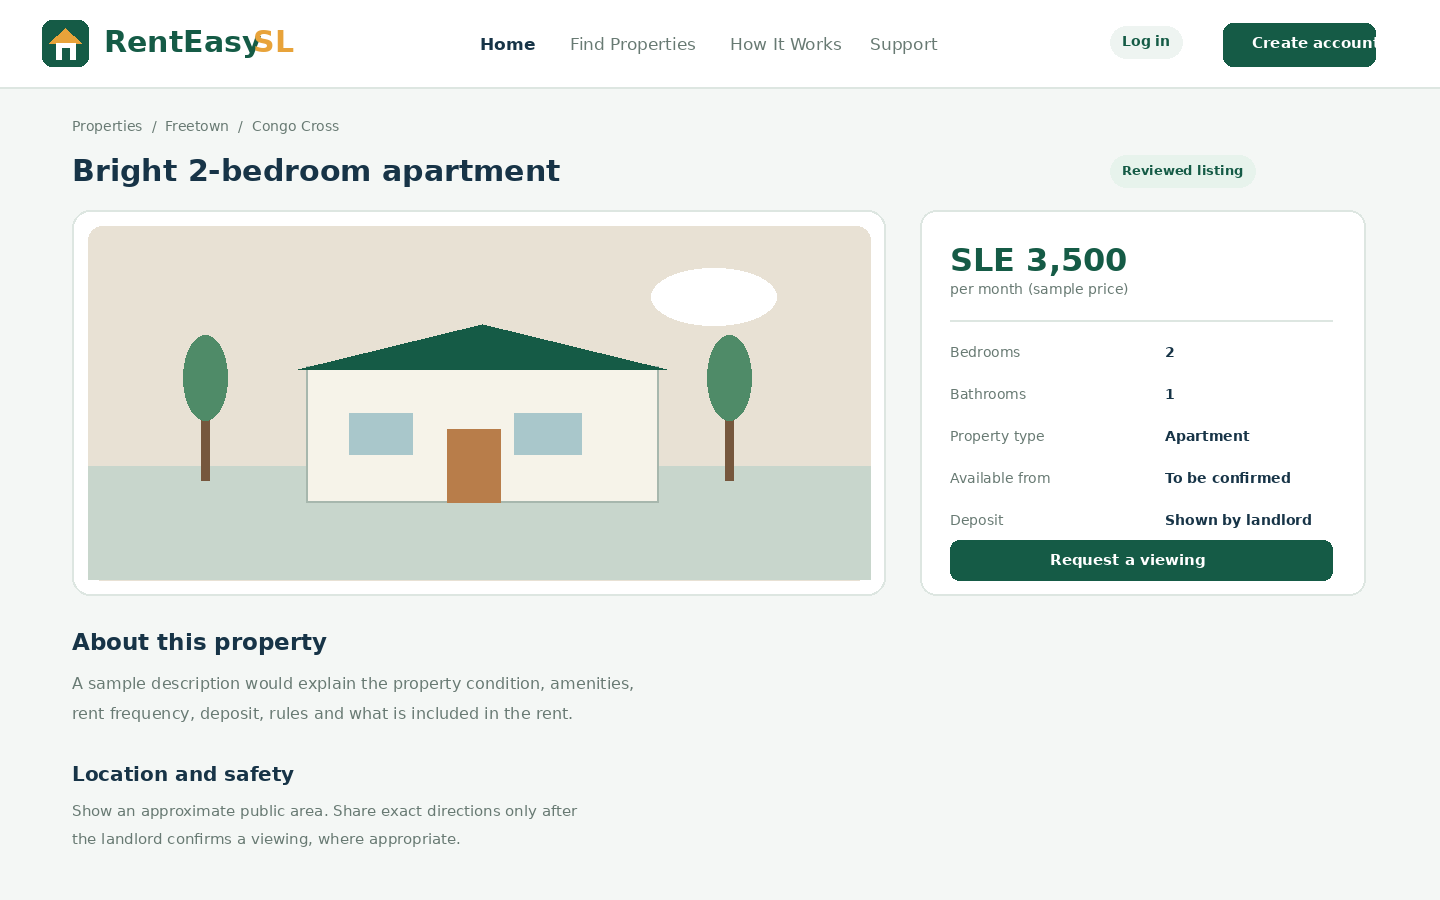 RentEasySL
Home Find Properties How It Works Support Log in Create account
Properties / Freetown / Congo Cross
Bright 2-bedroom apartment
Reviewed listing
SLE 3,500
per month (sample price)
Bedrooms 2
Bathrooms 1
Property type Apartment
Available from To be confirmed
Deposit Shown by landlord
Request a viewing
About this property
A sample description would explain the property condition, amenities,
rent frequency, deposit, rules and what is included in the rent.
Location and safety
Show an approximate public area. Share exact directions only after
the landlord confirms a viewing, where appropriate.